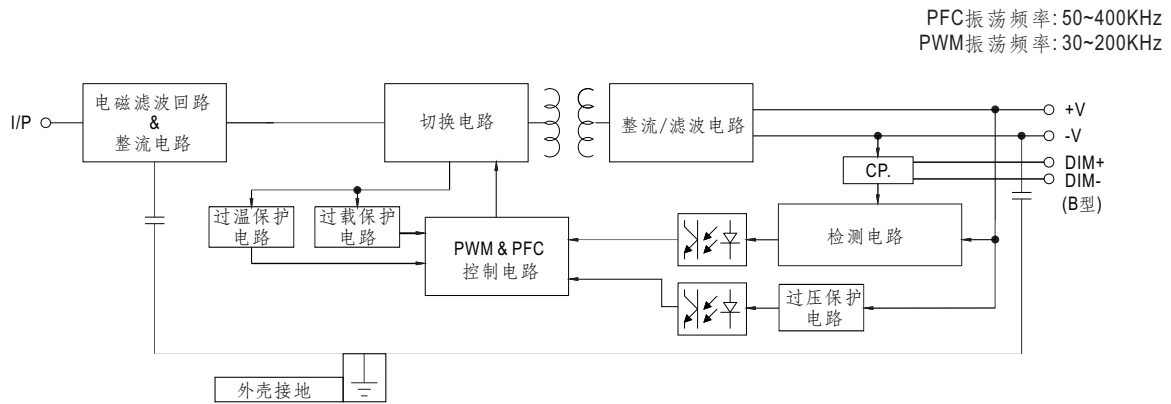 PFC振荡频率: 50~400KHz
PWM振荡频率: 30~200KHz
I/P
电磁滤波回路
&
整流电路
切换电路
整流/滤波电路
+V
-V
DIM+
DIM-
(B型)
CP.
过温保护
电路
过载保护
电路
PWM & PFC
控制电路
检测电路
过压保护
电路
外壳接地